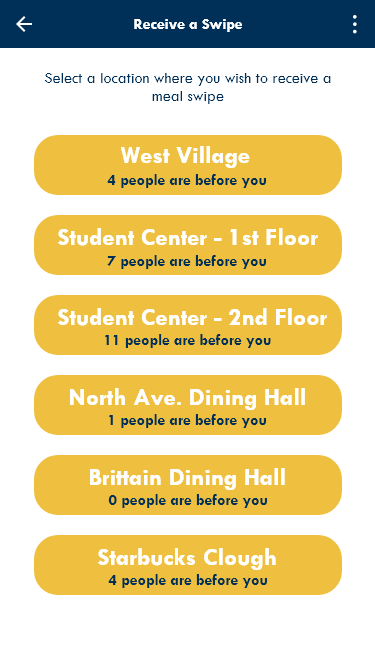 Receive a Swipe
Select a location where you wish to receive a
meal swipe
West Village
4 people are before you
Student Center - 1st Floor
7 people are before you
Student Center - 2nd Floor
11 people are before you
North Ave. Dining Hall
1 people are before you
Brittain Dining Hall
0 people are before you
Starbucks Clough
4 people are before you